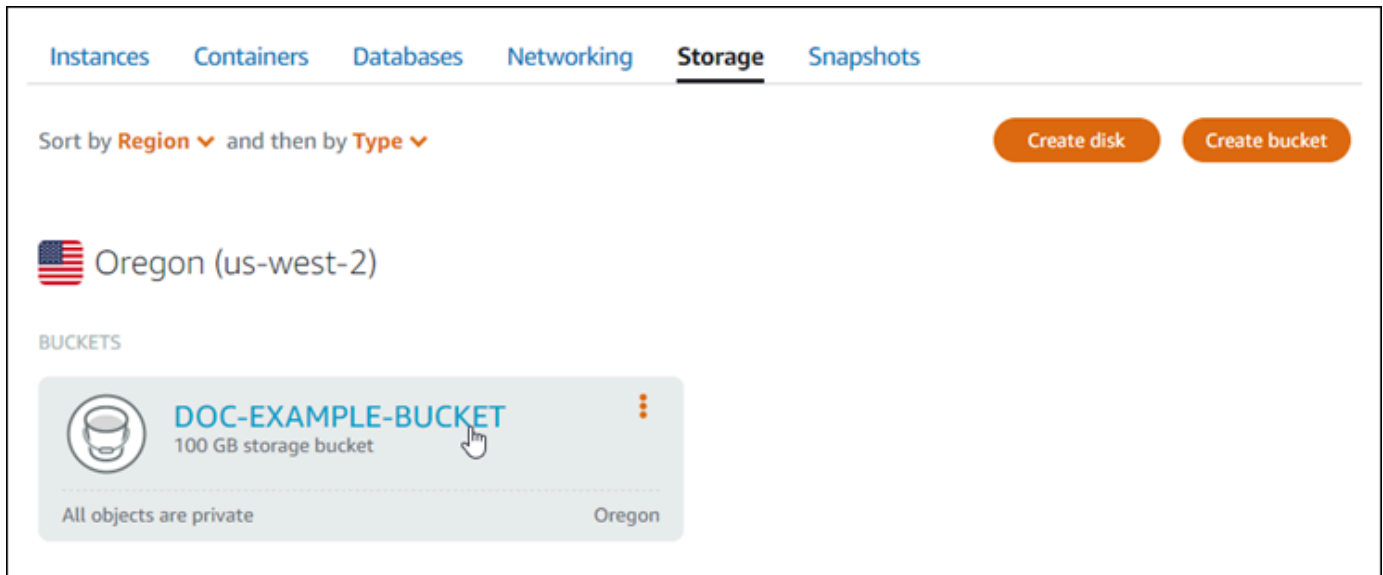 Instances Containers Databases Networking Storage Snapshots
Sort by Region and then by Type Create disk Create bucket
Oregon (us-west-2)
BUCKETS
DOC-EXAMPLE-BUCKET
100 GB storage bucket
All objects are private Oregon